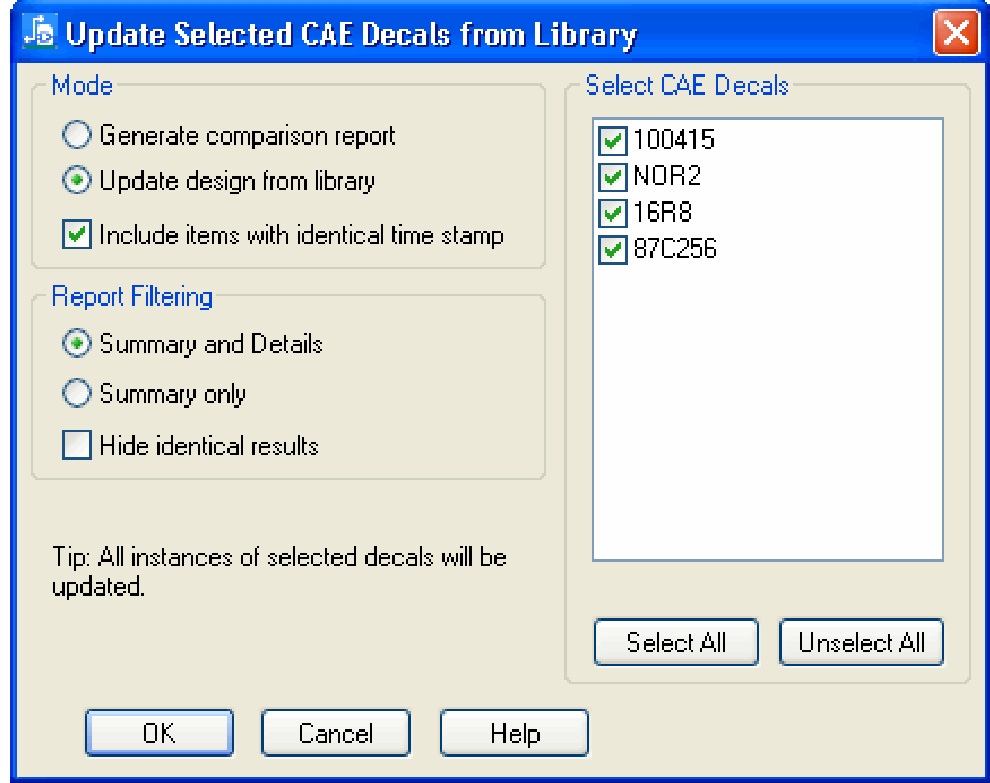 Update Selected CAE Decals from Library
Mode
Generate comparison report
Update design from library
Include items with identical time stamp
Report Filtering
Summary and Details
Summary only
Hide identical results
Tip: All instances of selected decals will be
updated.
Select CAE Decals
100415
NOR2
16R8
87C256
Select All
Unselect All
OK
Cancel
Help